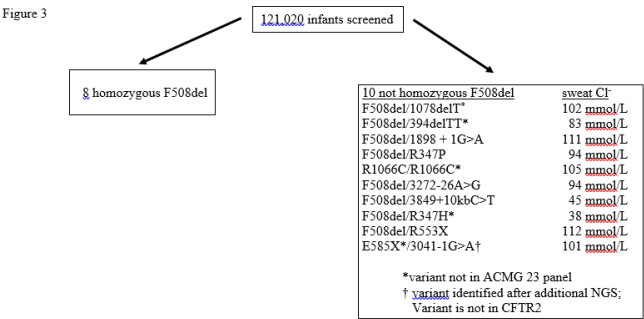 Figure 3
121,020 infants screened
8 homozygous F508del
10 not homozygous F508del sweat Cl-
F508del/1078delT* 102 mmol/L
F508del/394delTT* 83 mmol/L
F508del/1898 + 1G>A 111 mmol/L
F508del/R347P 94 mmol/L
R1066C/R1066C* 105 mmol/L
F508del/3272-26A>G 94 mmol/L
F508del/3849+10kbC>T 45 mmol/L
F508del/R347H* 38 mmol/L
F508del/R553X 112 mmol/L
E585X*/3041-1G>A† 101 mmol/L
*variant not in ACMG 23 panel
† variant identified after additional NGS;
Variant is not in CFTR2